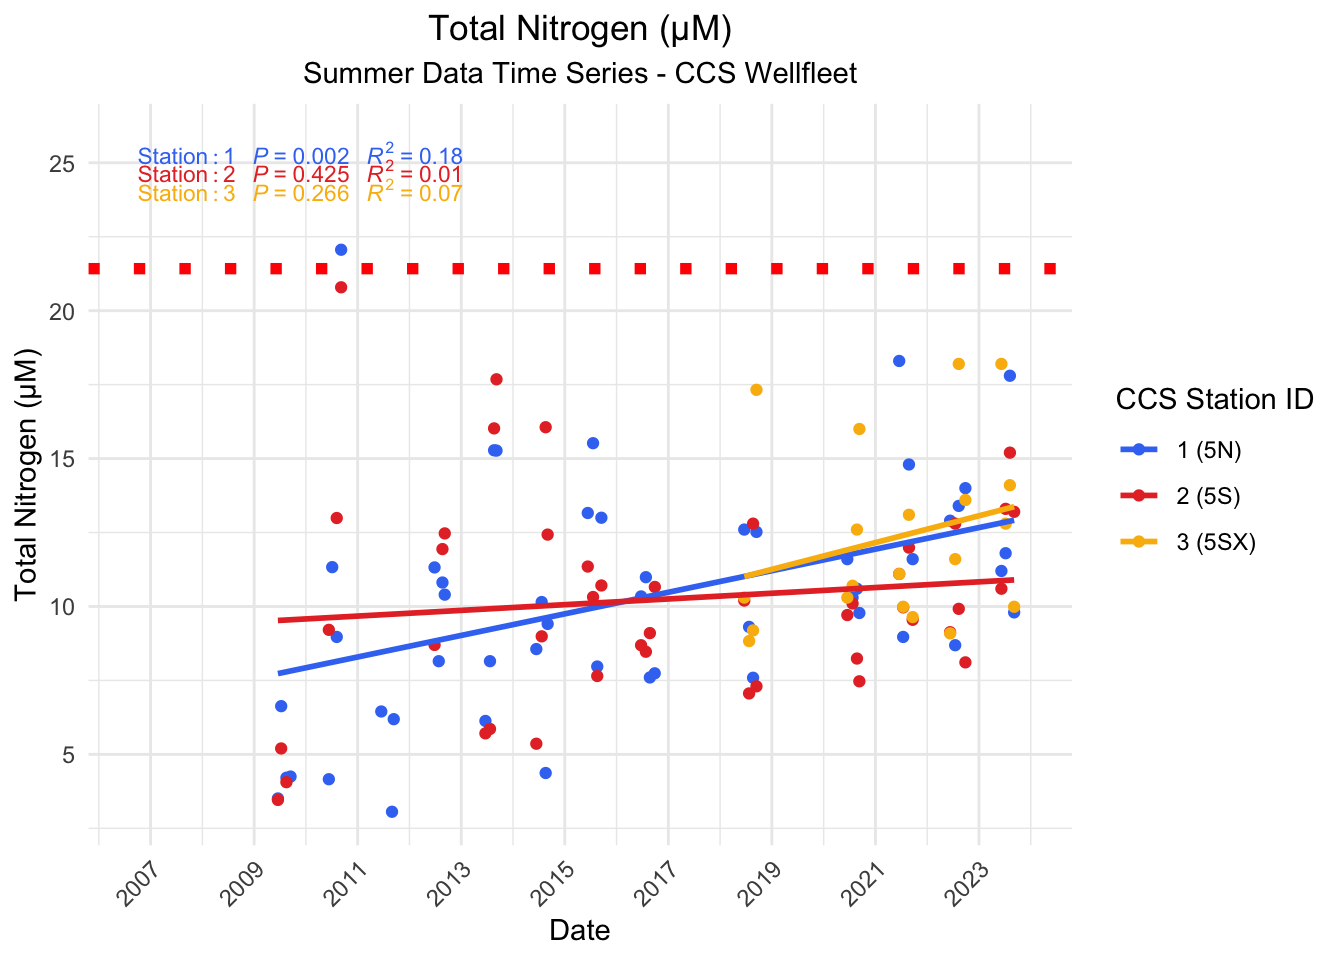 Total Nitrogen (µM)
Summer Data Time Series - CCS Wellfleet
Station : 1 P = 0.002 R² = 0.18
Station : 2 P = 0.425 R² = 0.01
Station : 3 P = 0.266 R² = 0.07
25
20
15
10
5
Total Nitrogen (µM)
2007
2009
2011
2013
2015
2017
2019
2021
2023
Date
CCS Station ID
1 (5N)
2 (5S)
3 (5SX)